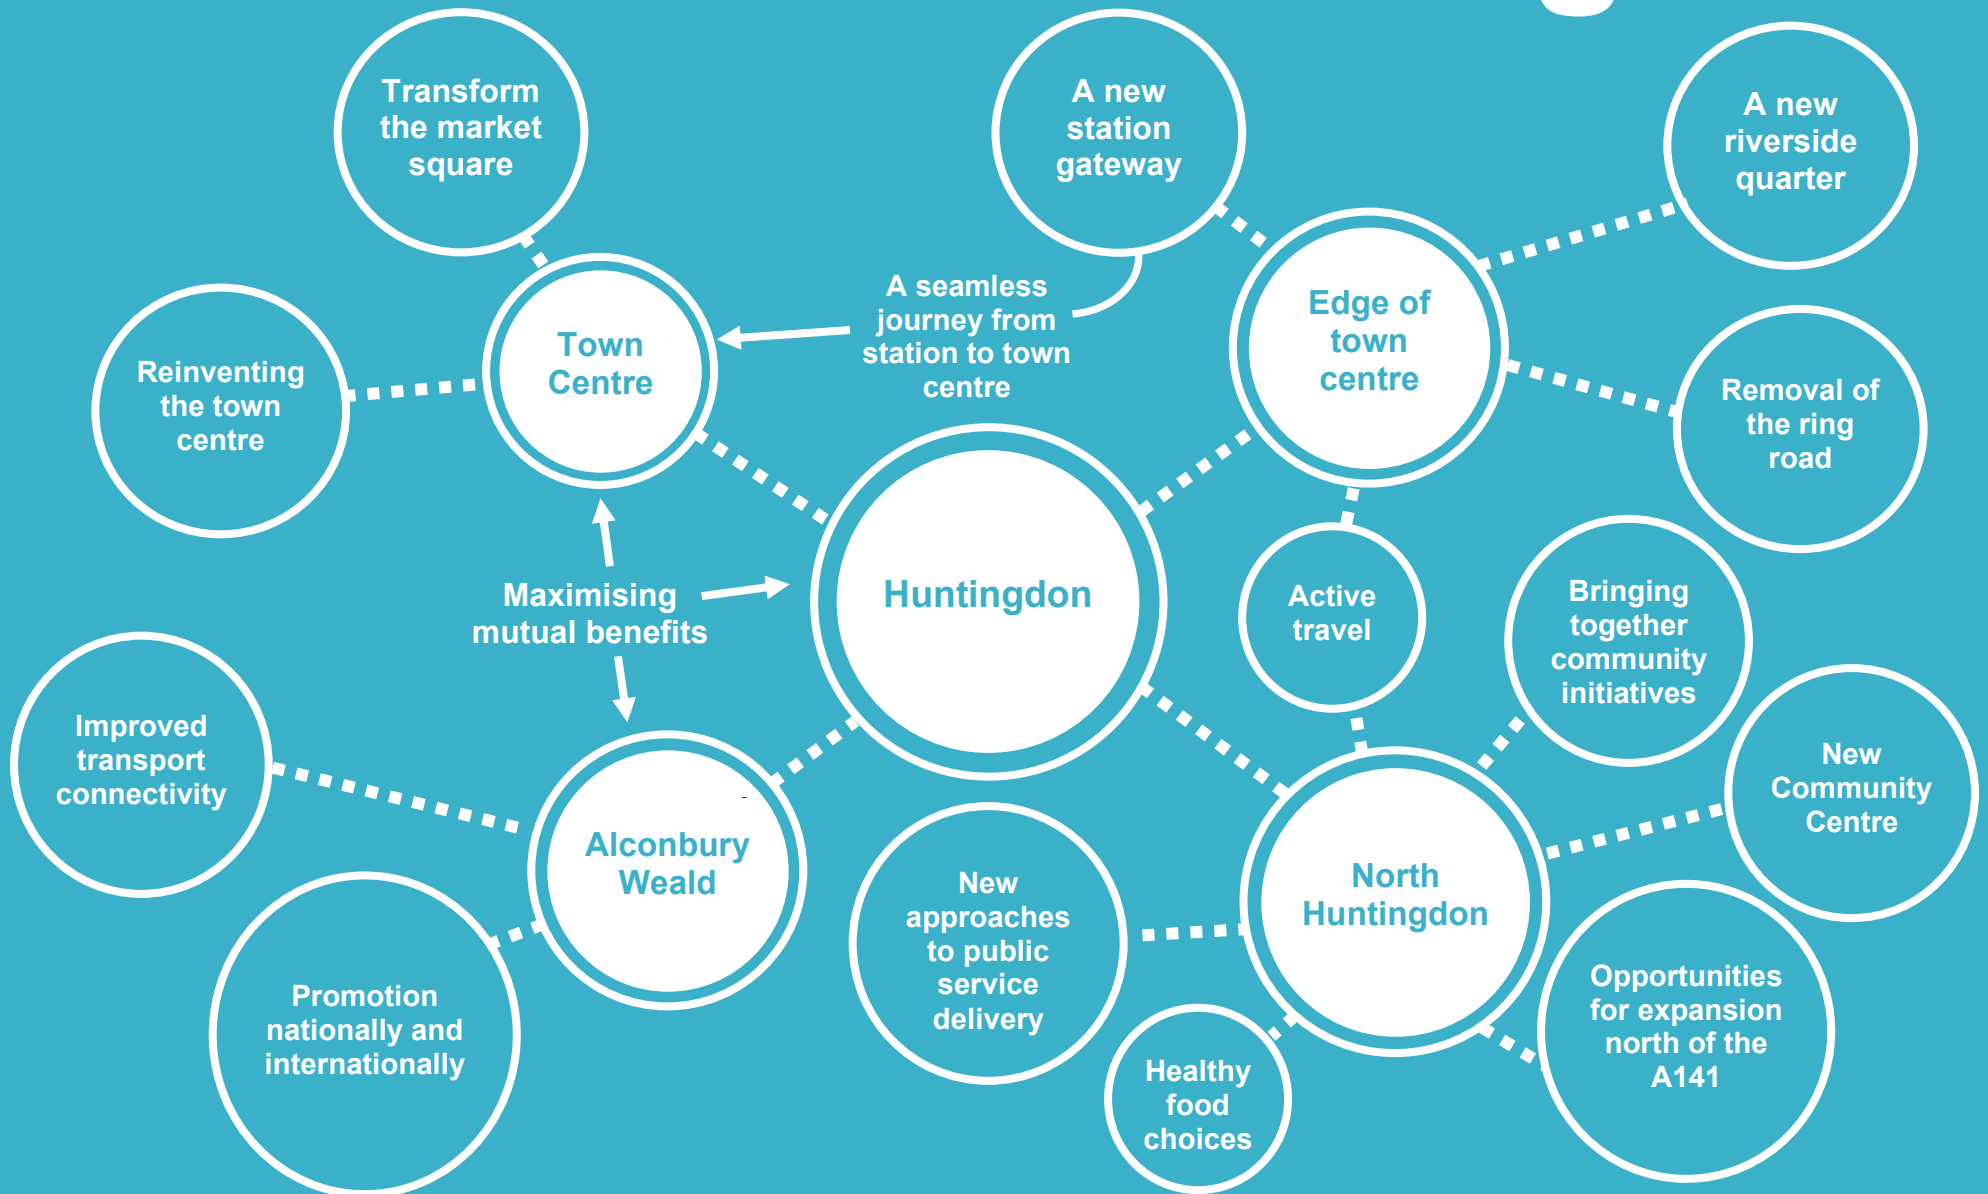 Transform
the market
square
A new
station
gateway
A new
riverside
quarter
A seamless
journey from
station to town
centre
Edge of
town
centre
Town
Centre
Reinventing
the town
centre
Removal of
the ring
road
Huntingdon
Maximising
mutual benefits
Active
travel
Bringing
together
community
initiatives
Improved
transport
connectivity
New
Community
Centre
Alconbury
Weald
New
approaches
to public
service
delivery
North
Huntingdon
Promotion
nationally and
internationally
Opportunities
for expansion
north of the
A141
Healthy
food
choices